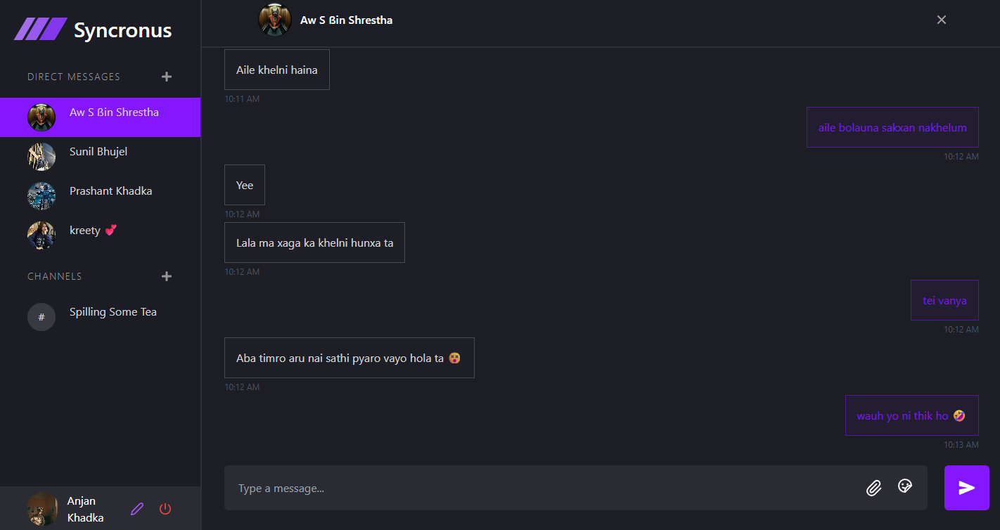 Syncronus
DIRECT MESSAGES
Aw S ßin Shrestha
Sunil Bhujel
Prashant Khadka
kreety 💕
CHANNELS
#
Spilling Some Tea
Anjan
Khadka
Aw S ßin Shrestha
Aile khelni haina
10:11 AM
aile bolauna sakxan nakhelum
10:12 AM
Yee
10:12 AM
Lala ma xaga ka khelni hunxa ta
10:12 AM
tei vanya
10:12 AM
Aba timro aru nai sathi pyaro vayo hola ta 😵
10:12 AM
wauh yo ni thik ho 🤣
10:13 AM
Type a message...